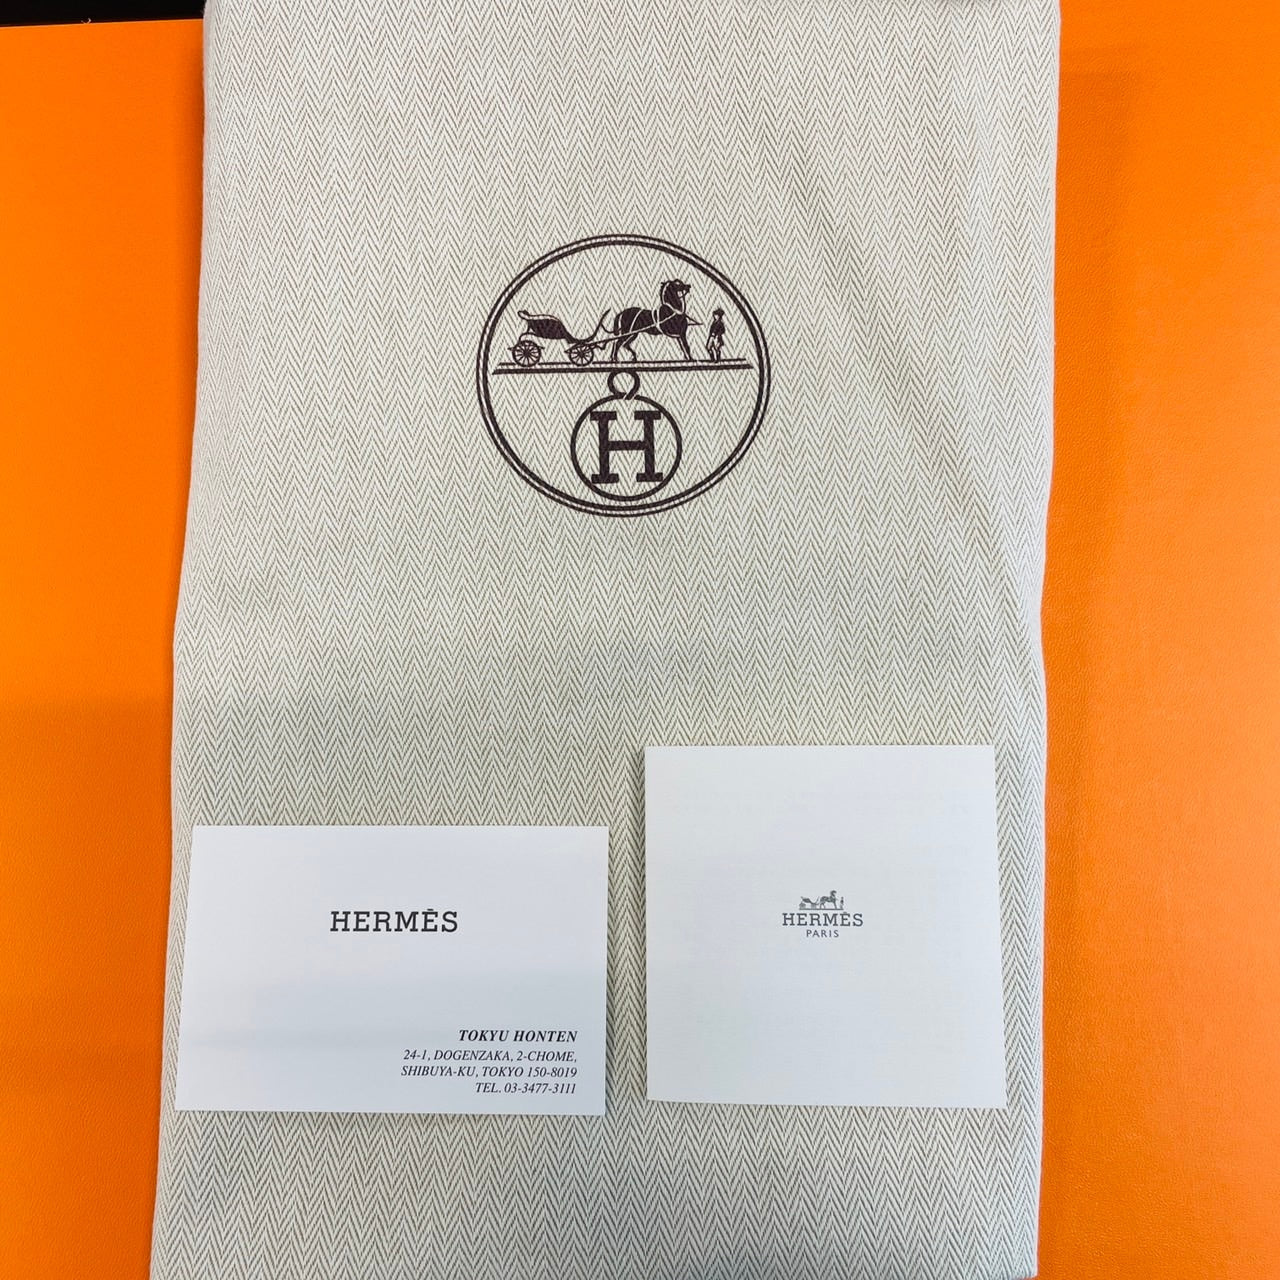 H
HERMÈS
TOKYU HONTEN
24-1, DOGENZAKA, 2-CHOME,
SHIBUYA-KU, TOKYO 150-8019
TEL. 03-3477-3111
HERMÈS
PARIS